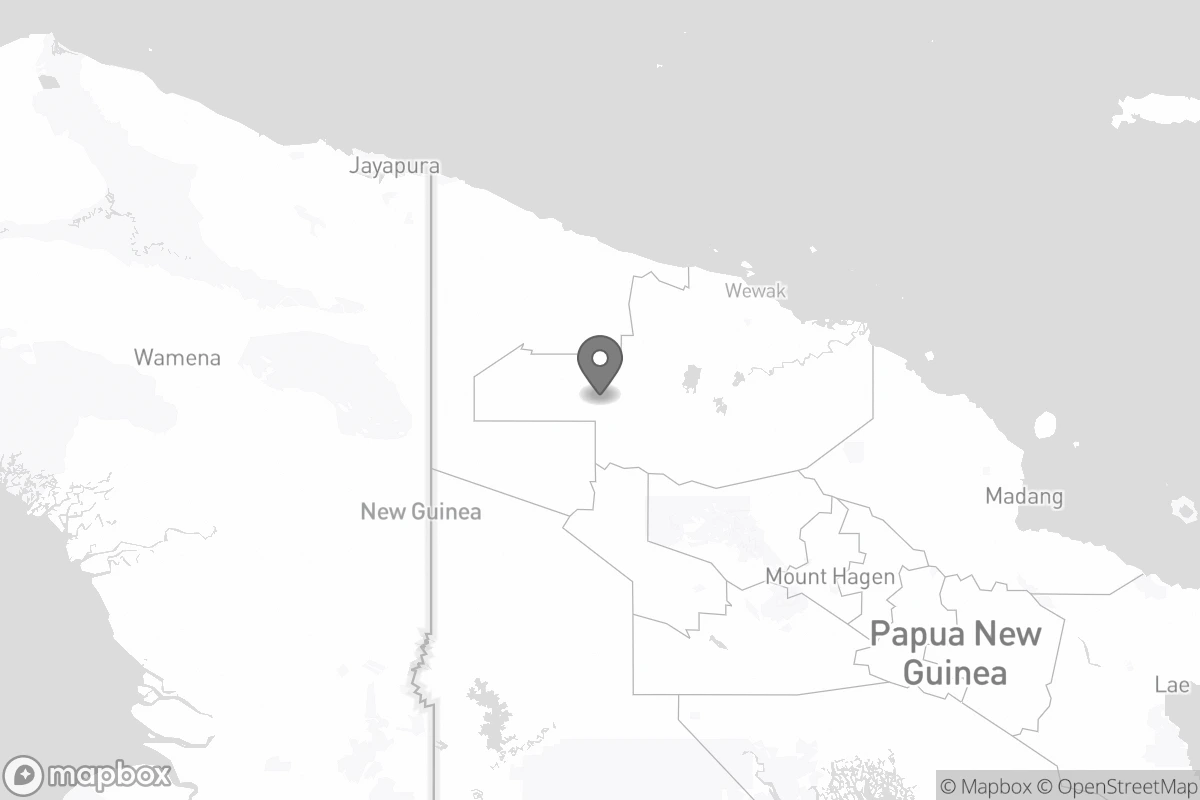 Jayapura
Wewak
Wamena
Madang
New Guinea
Mount Hagen
Papua New
Guinea
Lae
mapbox
© Mapbox © OpenStreetMap